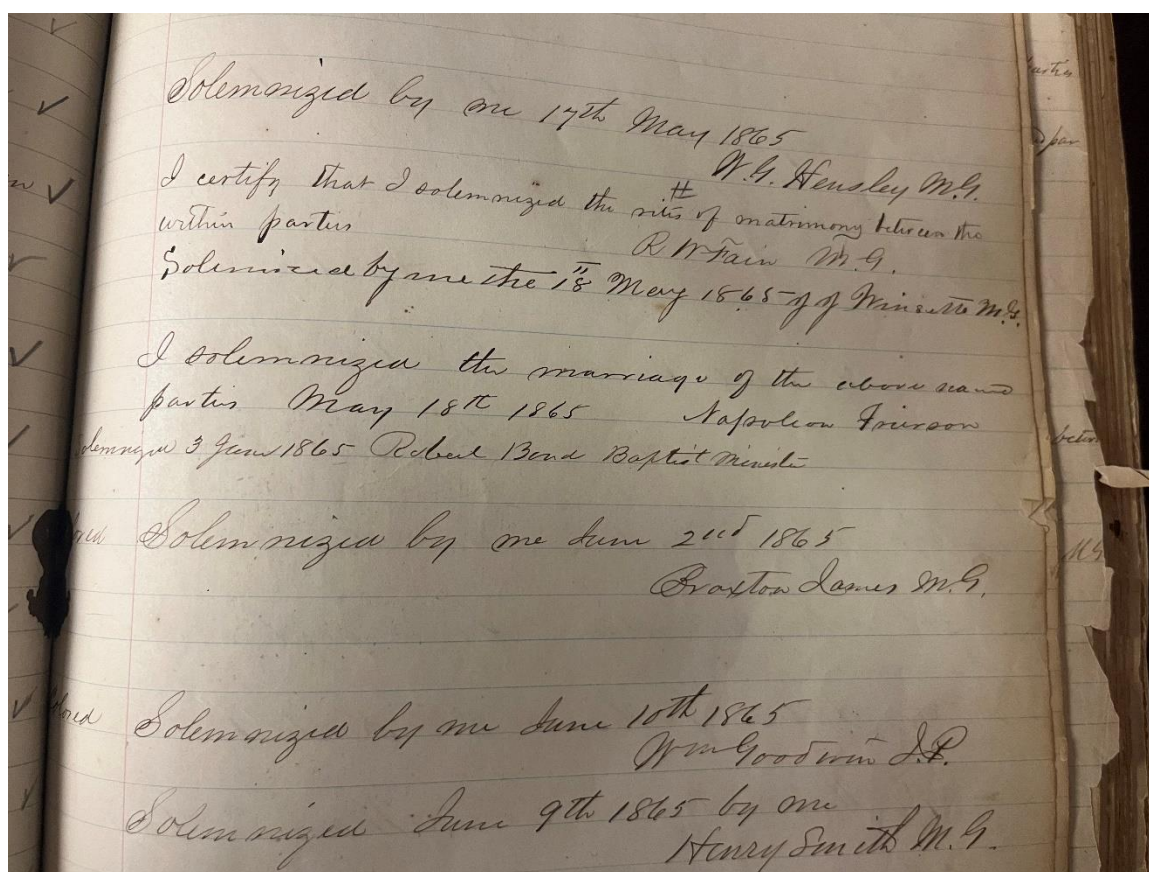 Solemnized by me 17th May 1865
W. G. Hensley M.G.
I certify that I solemnized the rites of matrimony between the
within parties
R W Fain M.G.
Solemnized by me the 18 May 1865 J J Winsette M.G.
I solemnized the marriage of the above named
parties May 18th 1865 Napoleon Frierson
olemnized 3 June 1865 Robert Bond Baptist Minister
Solemnized by me June 2nd 1865
Braxton James M.G.
Colored
Solemnized by me June 10th 1865
Wm Goodwin J.P.
Solemnized June 9th 1865 by me
Henry Smith M.G.